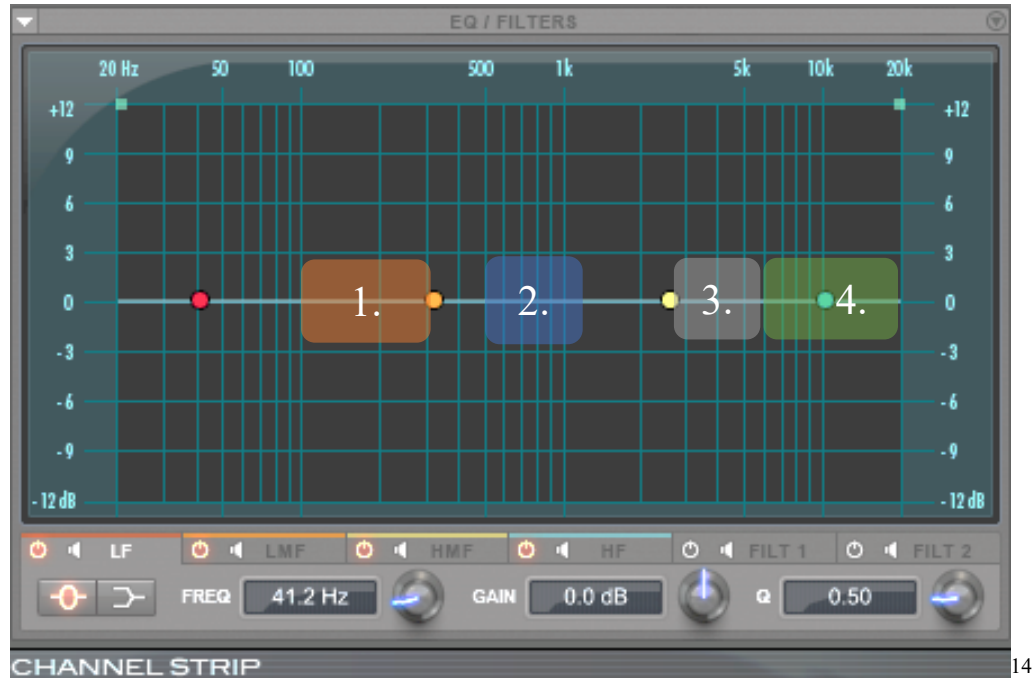 EQ / FILTERS
20 Hz 50 100 500 1k 5k 10k 20k
+12 +12
9 9
6 6
3 3
0 1. 2. 3. 4. 0
-3 -3
-6 -6
-9 -9
-12 dB -12 dB
LF LMF HMF HF FILT 1 FILT 2
FREQ 41.2 Hz GAIN 0.0 dB Q 0.50
CHANNEL STRIP 14